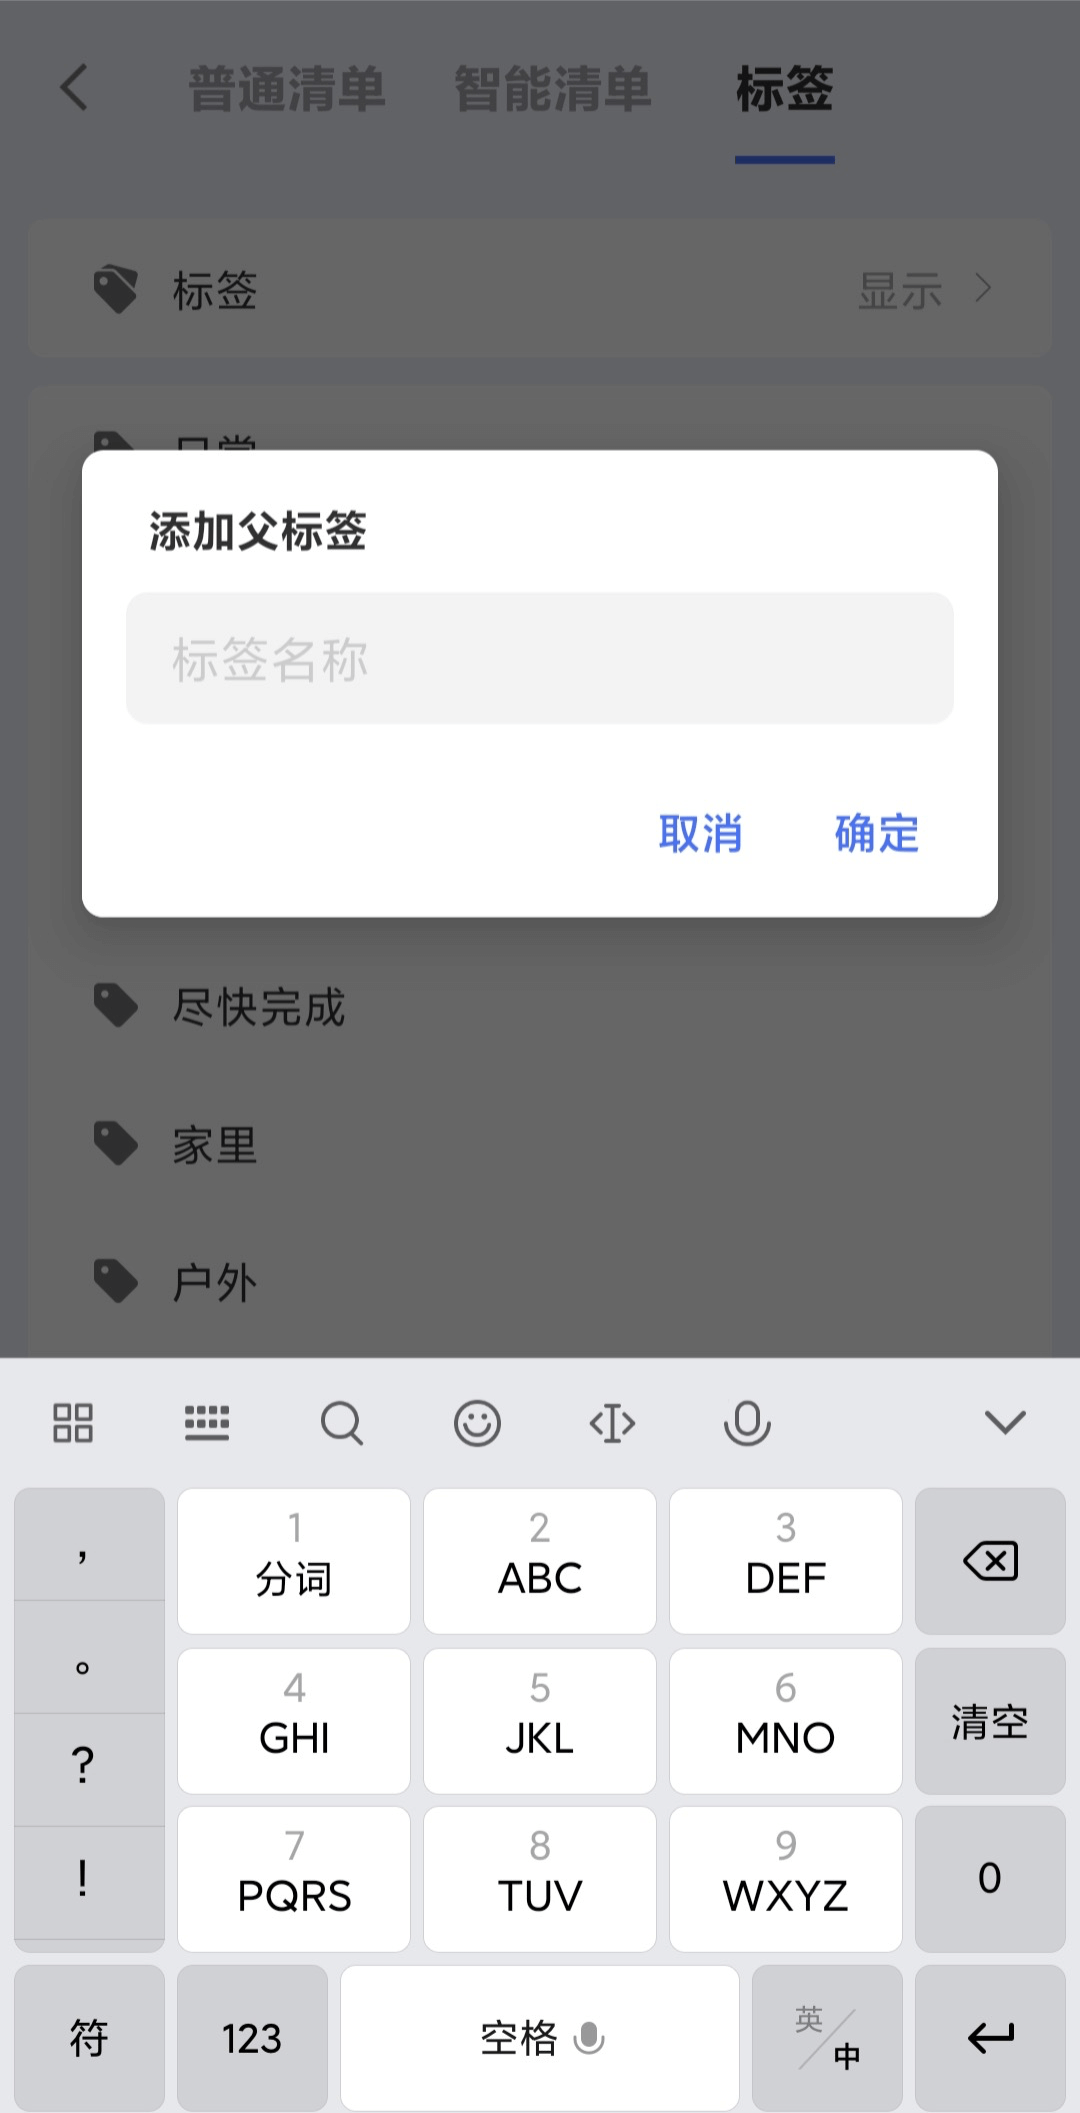 普通清单 智能清单 标签
标签 显示
日常
添加父标签
标签名称
取消 确定
尽快完成
家里
户外
, 1 2 3
分词 ABC DEF
。 4 5 6
GHI JKL MNO 清空
?
7 8 9
! PQRS TUV WXYZ 0
符 123 空格 英/中